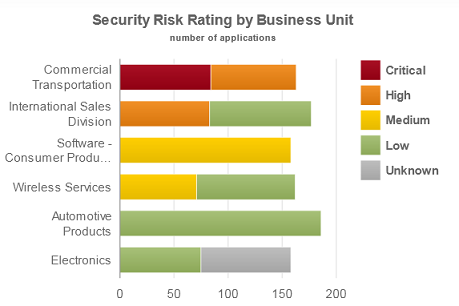 Security Risk Rating by Business Unit
number of applications
Commercial
Transportation
International Sales
Division
Software -
Consumer Produ...
Wireless Services
Automotive
Products
Electronics
0 50 100 150 200
Critical
High
Medium
Low
Unknown